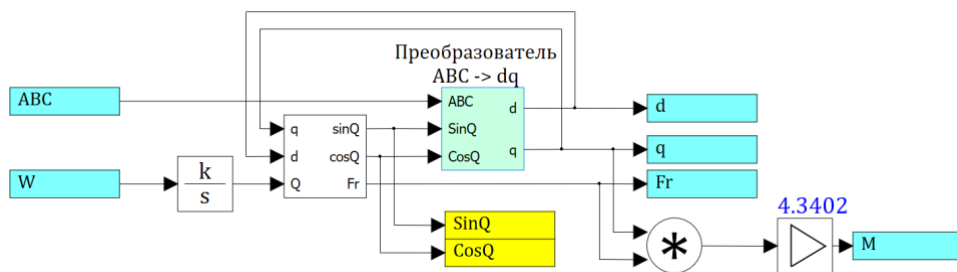 Преобразователь
ABC -> dq
ABC
ABC
d
d
q
sinQ
SinQ
q
q
d
cosQ
CosQ
W
k
s
Q
Fr
Fr
4.3402
SinQ
CosQ
*
M